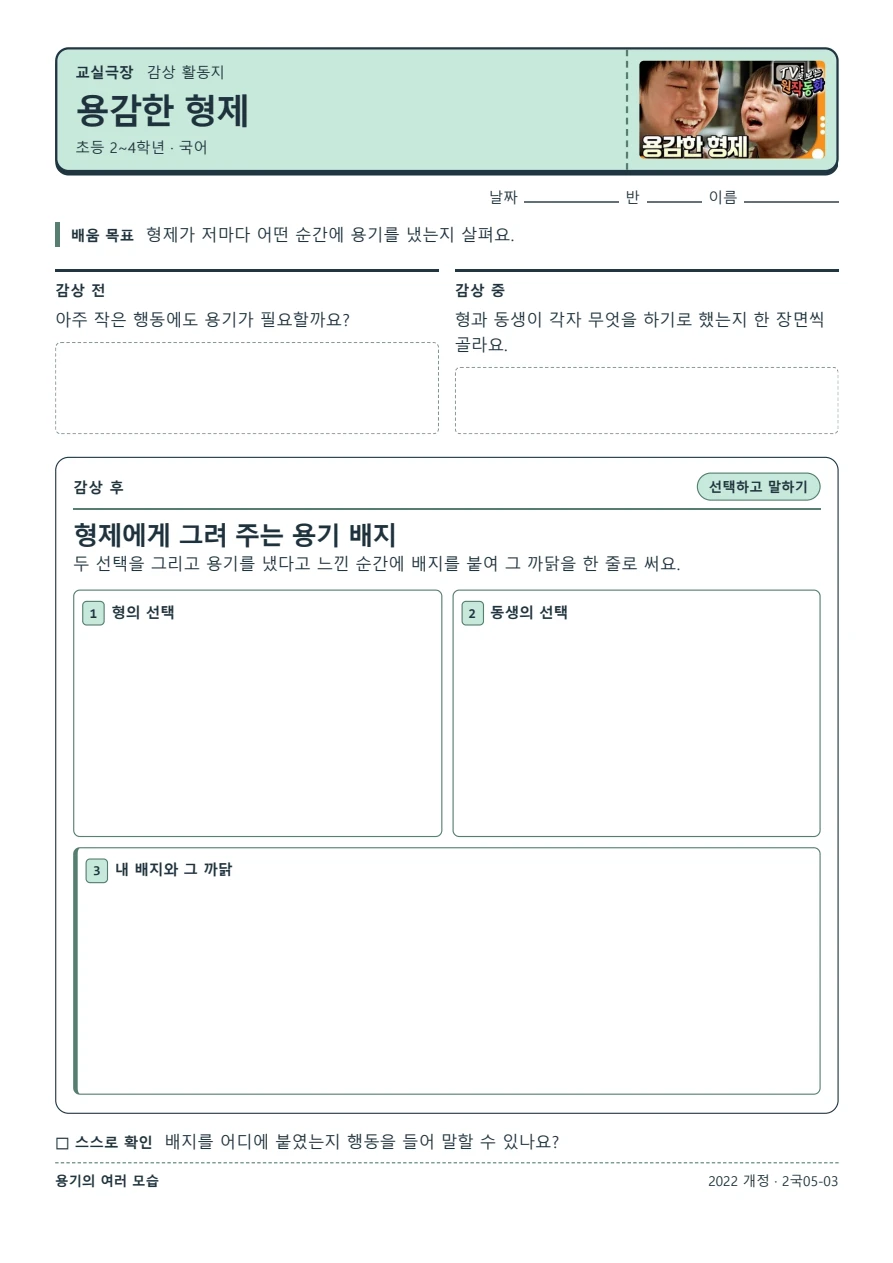 교실극장 감상 활동지
용감한 형제
초등 2~4학년 · 국어
TV로 보는
원작동화
용감한 형제
날짜 반 이름
배움 목표 형제가 저마다 어떤 순간에 용기를 냈는지 살펴요.
감상 전
아주 작은 행동에도 용기가 필요할까요?
감상 중
형과 동생이 각자 무엇을 하기로 했는지 한 장면씩
골라요.
감상 후
선택하고 말하기
형제에게 그려 주는 용기 배지
두 선택을 그리고 용기를 냈다고 느낀 순간에 배지를 붙여 그 까닭을 한 줄로 써요.
1 형의 선택
2 동생의 선택
3 내 배지와 그 까닭
스스로 확인 배지를 어디에 붙였는지 행동을 들어 말할 수 있나요?
용기의 여러 모습
2022 개정 · 2국05-03